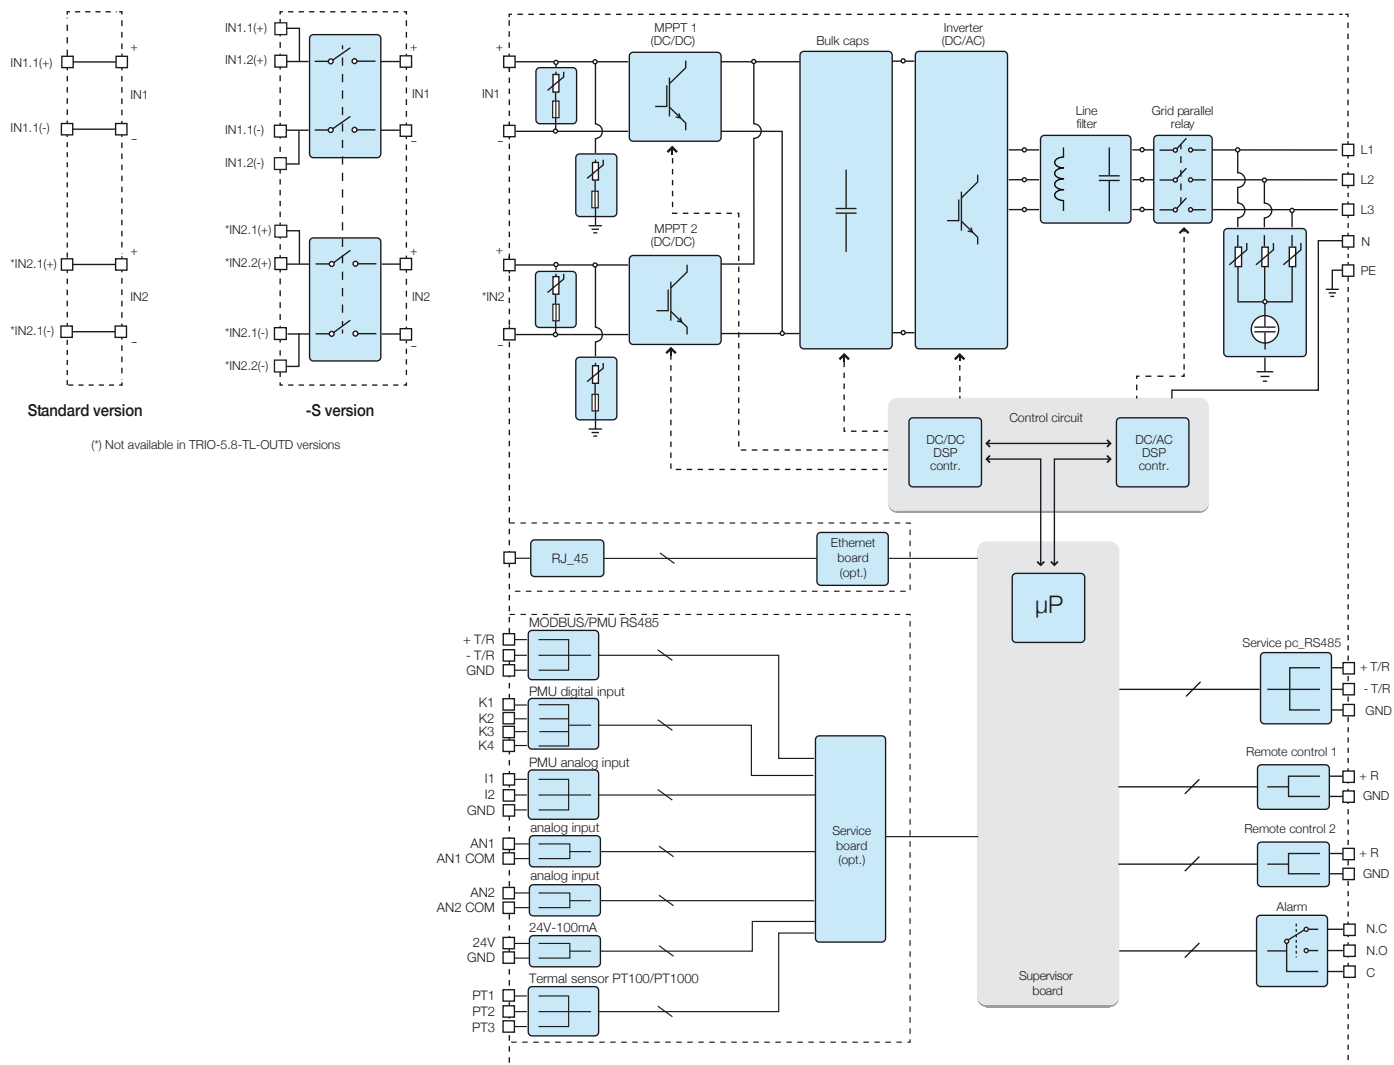 IN1.1(+)
+
IN1
IN1.1(-)
–
*IN2.1(+)
+
IN2
*IN2.1(-)
–
Standard version
IN1.1(+)
IN1.2(+)
+
IN1
IN1.1(-)
–
IN1.2(-)
*IN2.1(+)
+
*IN2.2(+)
IN2
*IN2.1(-)
–
*IN2.2(-)
-S version
(*) Not available in TRIO-5.8-TL-OUTD versions
+
IN1
–
+
*IN2
–
MPPT 1
(DC/DC)
MPPT 2
(DC/DC)
Bulk caps
Inverter
(DC/AC)
Line
filter
Grid parallel
relay
L1
L2
L3
N
PE
Control circuit
DC/DC
DSP
contr.
DC/AC
DSP
contr.
RJ_45
Ethernet
board
(opt.)
µP
MODBUS/PMU RS485
+ T/R
- T/R
GND
PMU digital input
K1
K2
K3
K4
PMU analog input
I1
I2
GND
analog input
AN1
AN1 COM
analog input
AN2
AN2 COM
24V-100mA
24V
GND
Termal sensor PT100/PT1000
PT1
PT2
PT3
Service
board
(opt.)
Supervisor
board
Service pc_RS485
+ T/R
- T/R
GND
Remote control 1
+ R
GND
Remote control 2
+ R
GND
Alarm
N.C
N.O
C